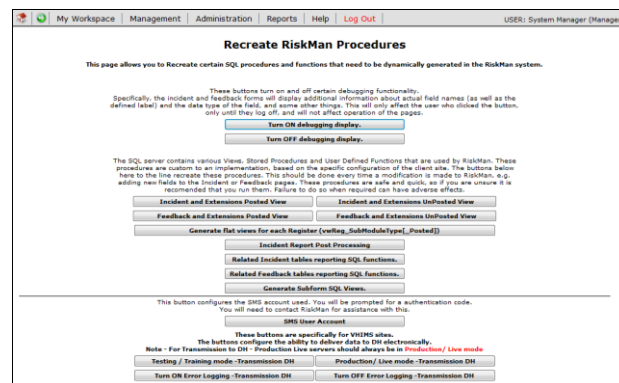 My Workspace | Management | Administration | Reports | Help | Log Out | USER: System Manager (Manager
Recreate RiskMan Procedures
This page allows you to Recreate certain SQL procedures and functions that need to be dynamically generated in the RiskMan system.
These buttons turn on and off certain debugging functionality.
Specifically, the incident and feedback forms will display additional information about actual field names (as well as the
defined label) and the data type of the field, and some other things. This will only affect the user who clicked the button,
only until they log off, and will not affect operation of the pages.
Turn ON debugging display.
Turn OFF debugging display.
The SQL server contains various Views, Stored Procedures and User Defined Functions that are used by RiskMan. These
procedures are custom to an implementation, based on the specific configuration of the client site. The buttons below
here to the line recreate these procedures. This should be done every time a modification is made to RiskMan, e.g.
adding new fields to the Incident or Feedback pages. These procedures are safe and quick, so if you are unsure it is
recomended that you run them. Failure to do so when required can have adverse effects.
Incident and Extensions Posted View Incident and Extensions UnPosted View
Feedback and Extensions Posted View Feedback and Extensions UnPosted View
Generate flat views for each Register (vwReg_SubModuleType[_Posted])
Incident Report Post Processing
Related Incident tables reporting SQL functions.
Related Feedback tables reporting SQL functions.
Generate Subform SQL Views.
This button configures the SMS account used. You will be prompted for a authentication code.
You will need to contact RiskMan for assistance with this.
SMS User Account
These buttons are specifically for VHIMS sites.
The buttons configure the ability to deliver data to DH electronically.
Note - For Transmission to DH - Production Live servers should always be in Production/ Live mode
Testing / Training mode -Transmission DH Production/ Live mode -Transmission DH
Turn ON Error Logging -Transmission DH Turn OFF Error Logging -Transmission DH